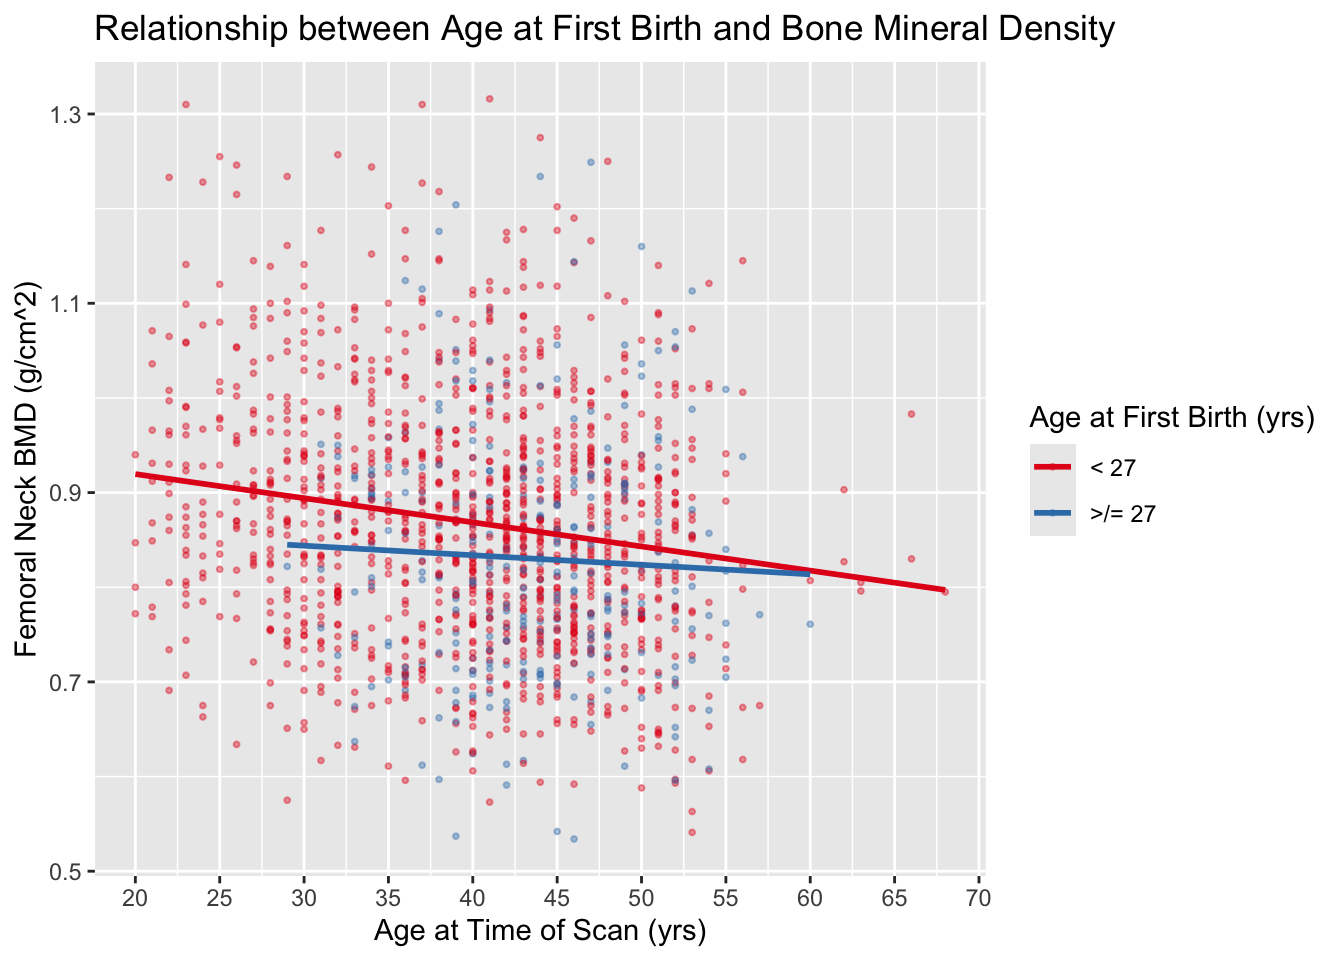 Relationship between Age at First Birth and Bone Mineral Density
Femoral Neck BMD (g/cm^2)
1.3
1.1
0.9
0.7
0.5
20 25 30 35 40 45 50 55 60 65 70
Age at Time of Scan (yrs)
Age at First Birth (yrs)
< 27
>/= 27